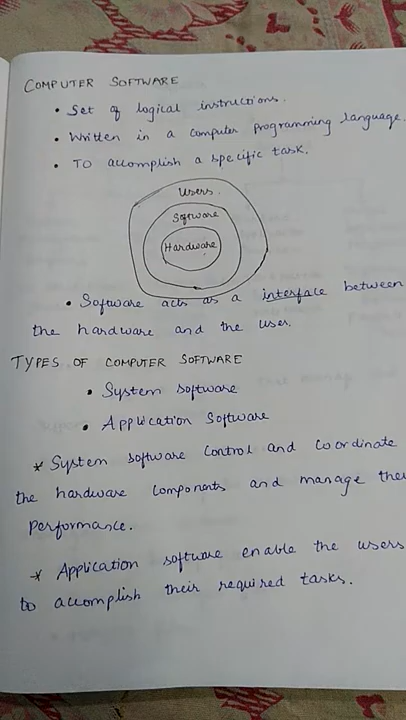 COMPUTER SOFTWARE
• Set of logical instructions.
• Written in a computer programming language.
• TO accomplish a specific task.
Users.
Software
Hardware
• Software acts as a interface between
the hardware and the user.
TYPES OF COMPUTER SOFTWARE
• System software
• Application Software
* System software control and coordinate
the hardware components and manage their
performance.
* Application software enable the users
to accomplish their required tasks.